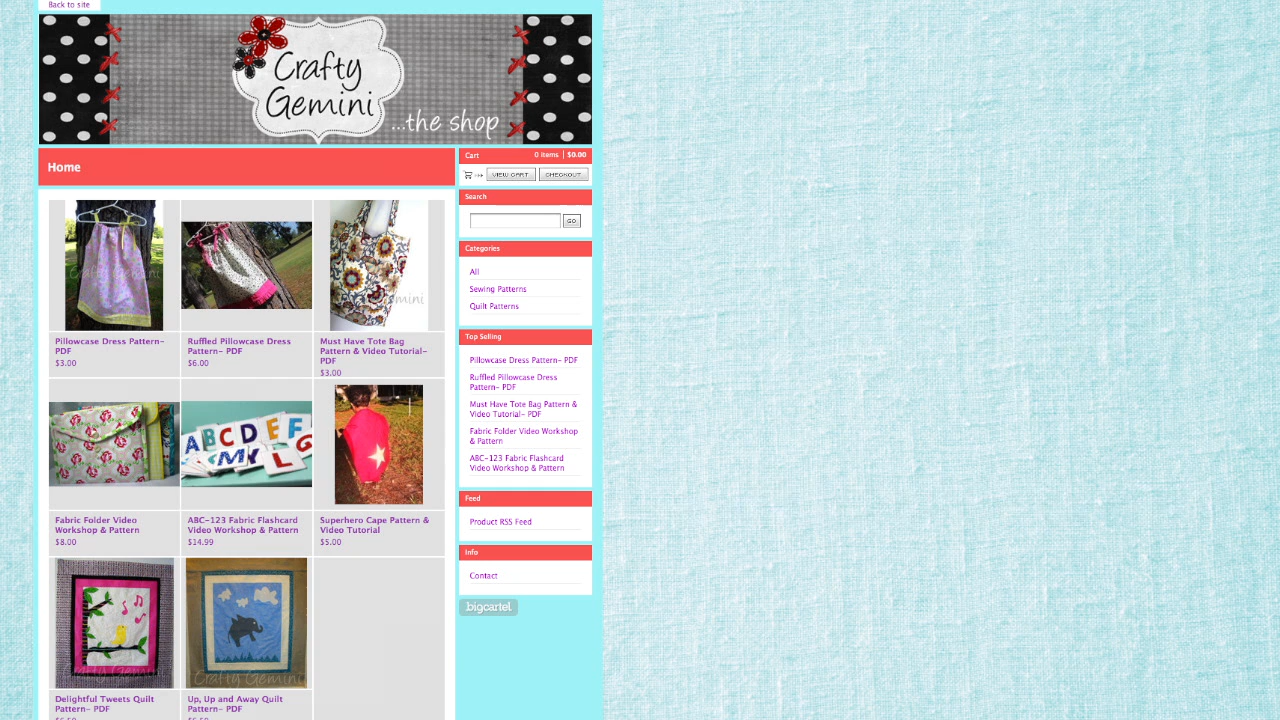 Back to site
Crafty
Gemini
...the shop
Home
Cart
0 items
$0.00
VIEW CART
CHECKOUT
Search
GO
Categories
All
Sewing Patterns
Quilt Patterns
Top Selling
Pillowcase Dress Pattern- PDF
Ruffled Pillowcase Dress
Pattern- PDF
Must Have Tote Bag Pattern &
Video Tutorial- PDF
Fabric Folder Video Workshop
& Pattern
ABC-123 Fabric Flashcard
Video Workshop & Pattern
Feed
Product RSS Feed
Info
Contact
.bigcartel
Crafty Gemini
Pillowcase Dress Pattern-
PDF
$3.00
Ruffled Pillowcase Dress
Pattern- PDF
$6.00
Must Have Tote Bag
Pattern & Video Tutorial-
PDF
$3.00
A B C D E F
M Y L G
Fabric Folder Video
Workshop & Pattern
$8.00
ABC-123 Fabric Flashcard
Video Workshop & Pattern
$14.99
Superhero Cape Pattern &
Video Tutorial
$5.00
Crafty Gemini
Delightful Tweets Quilt
Pattern- PDF
Up, Up and Away Quilt
Pattern- PDF